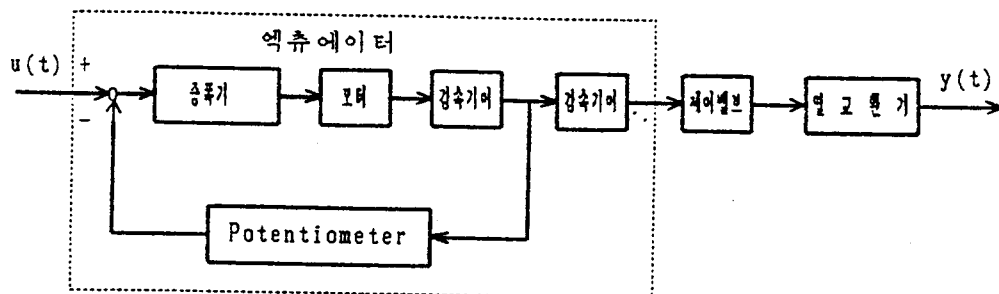 엑츄에이터
u(t) +
증폭기
모터
감속기어
감속기어
제어밸브
열교환기
y(t)
-
Potentiometer